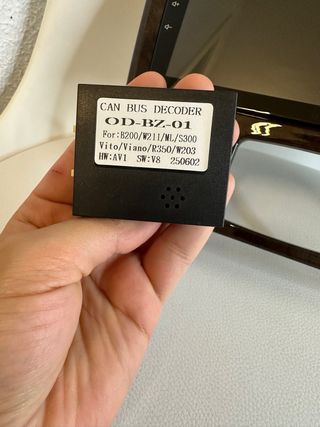 CAN BUS DECODER
OD-BZ-01
For:B200/W211/ML/S300
Vito/Viano/R350/W203
HW:AV1 SW:V8 250602